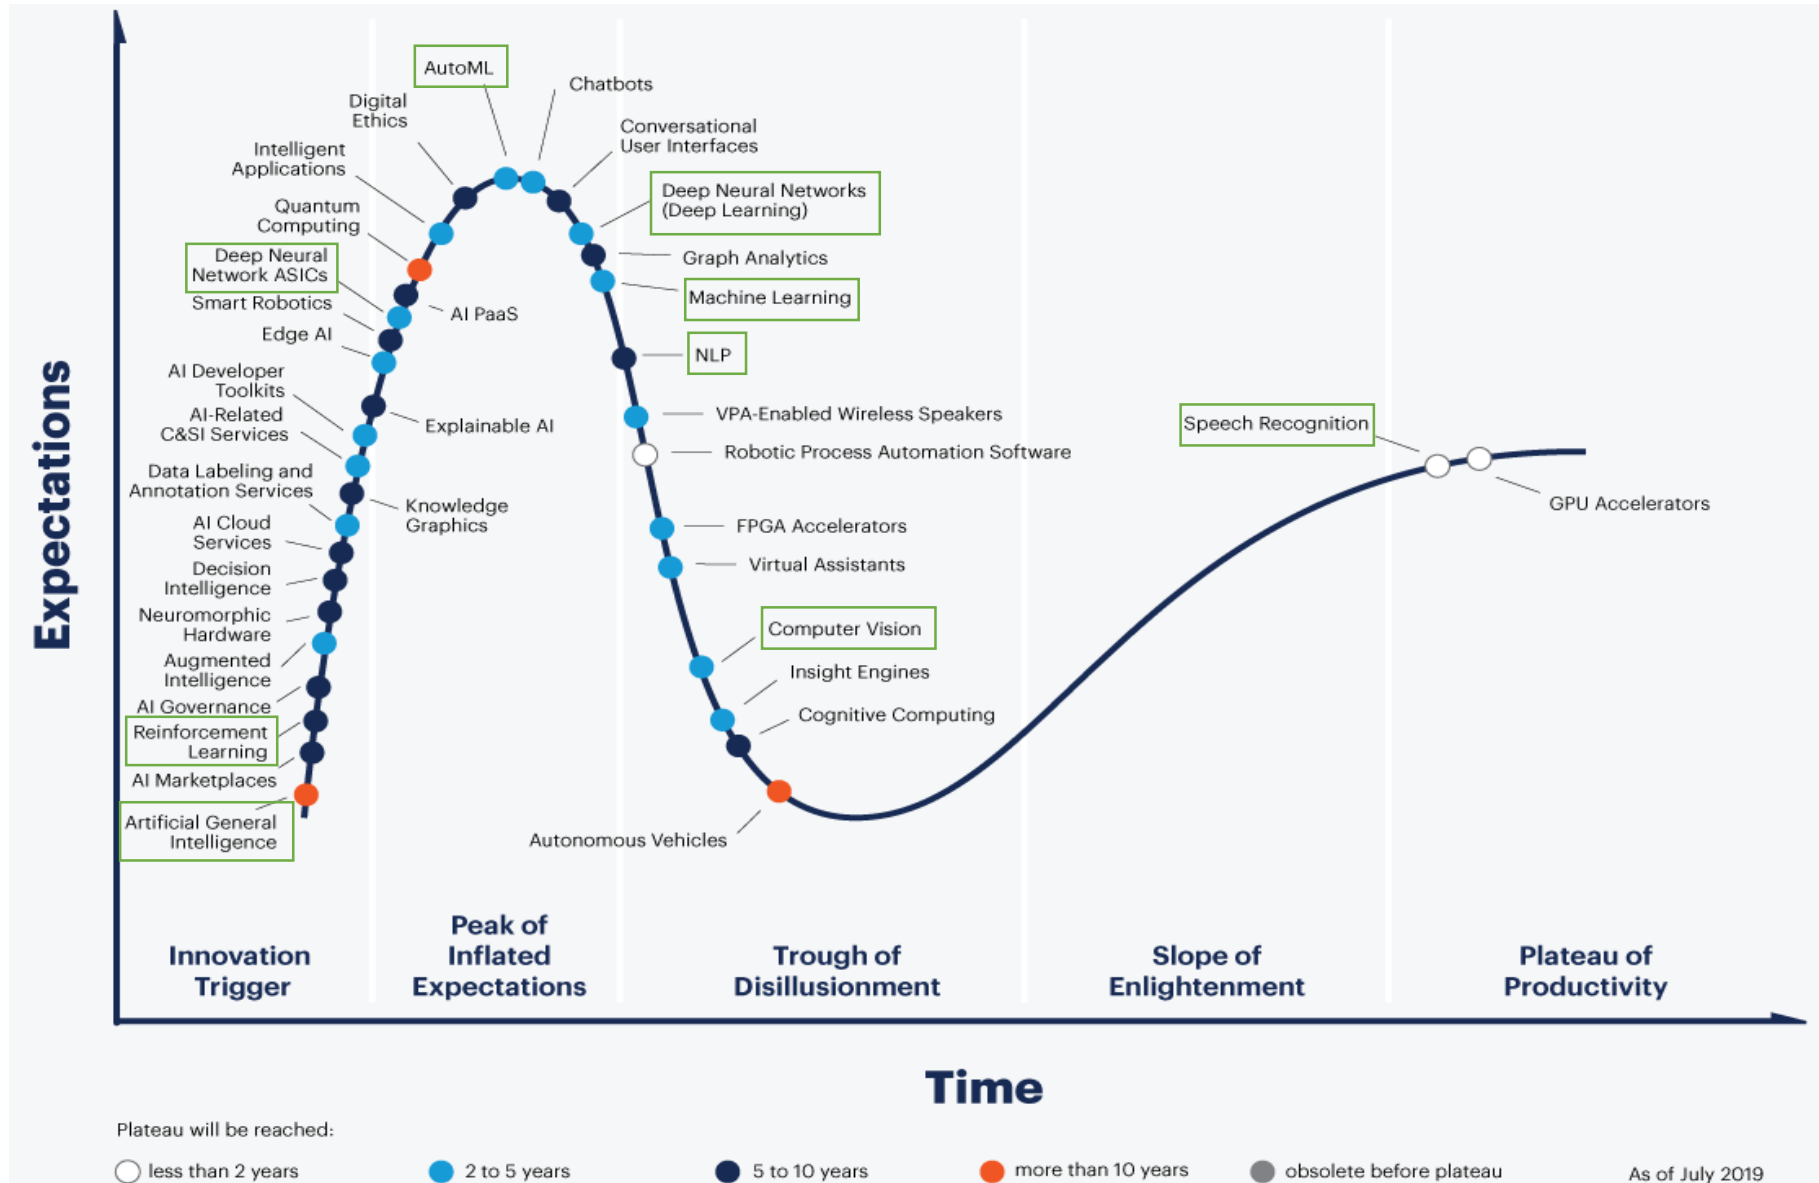 AutoML
Chatbots
Digital
Ethics
Conversational
User Interfaces
Intelligent
Applications
Deep Neural Networks
(Deep Learning)
Quantum
Computing
Graph Analytics
Deep Neural
Network ASICs
Machine Learning
Smart Robotics
AI PaaS
Edge AI
NLP
AI Developer
Toolkits
AI-Related
C&SI Services
Explainable AI
VPA-Enabled Wireless Speakers
Speech Recognition
Robotic Process Automation Software
Data Labeling and
Annotation Services
Knowledge
Graphics
GPU Accelerators
AI Cloud
Services
FPGA Accelerators
Decision
Intelligence
Virtual Assistants
Neuromorphic
Hardware
Computer Vision
Augmented
Intelligence
Insight Engines
AI Governance
Cognitive Computing
Reinforcement
Learning
AI Marketplaces
Artificial General
Intelligence
Autonomous Vehicles
Expectations
Innovation
Trigger
Peak of
Inflated
Expectations
Trough of
Disillusionment
Slope of
Enlightenment
Plateau of
Productivity
Time
Plateau will be reached:
less than 2 years
2 to 5 years
5 to 10 years
more than 10 years
obsolete before plateau
As of July 2019